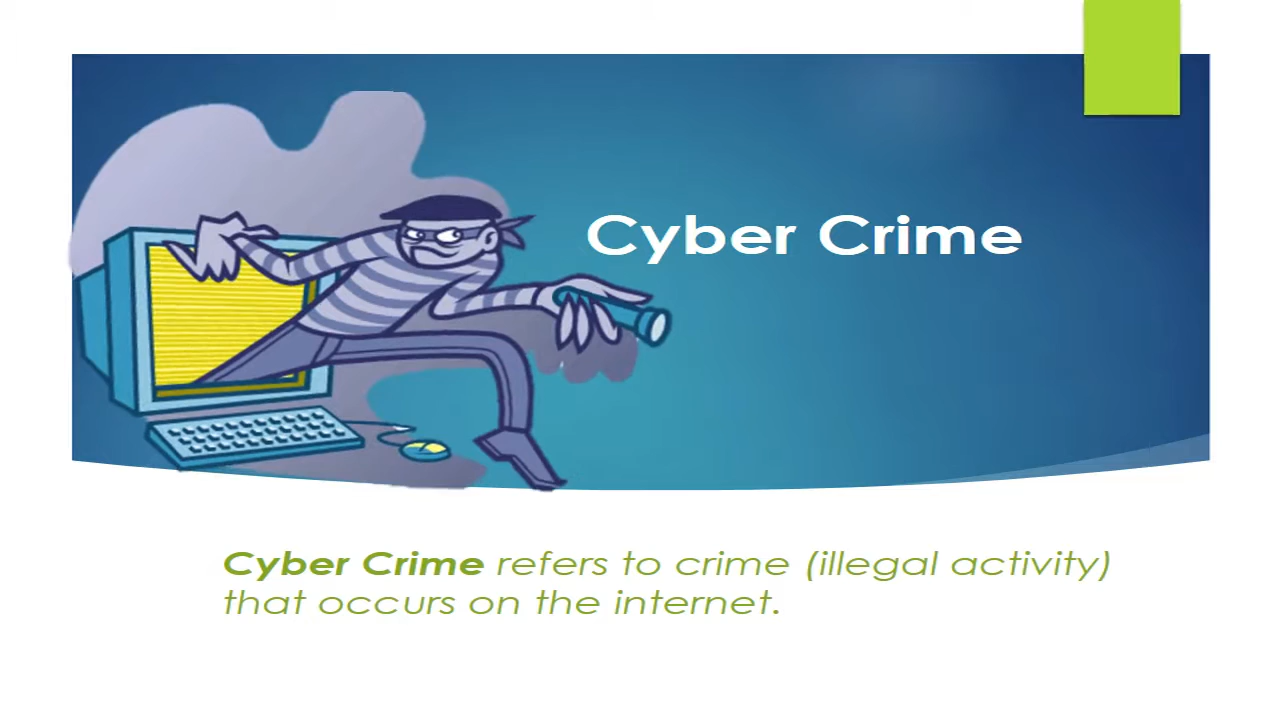 Cyber Crime
Cyber Crime refers to crime (illegal activity)
that occurs on the internet.